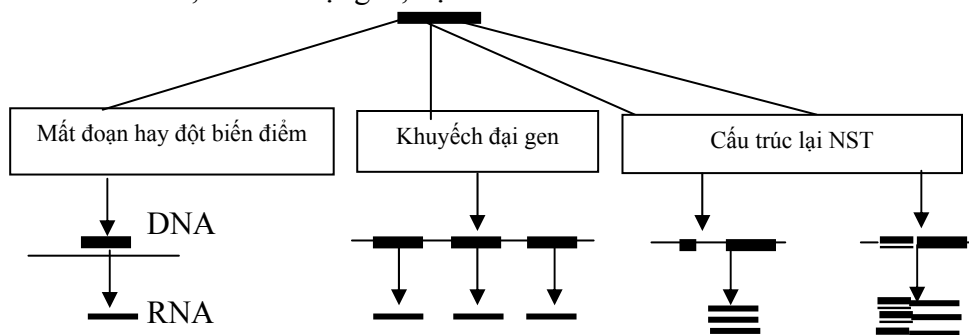 Mất đoạn hay đột biến điểm
Khuyếch đại gen
Cấu trúc lại NST
DNA
RNA